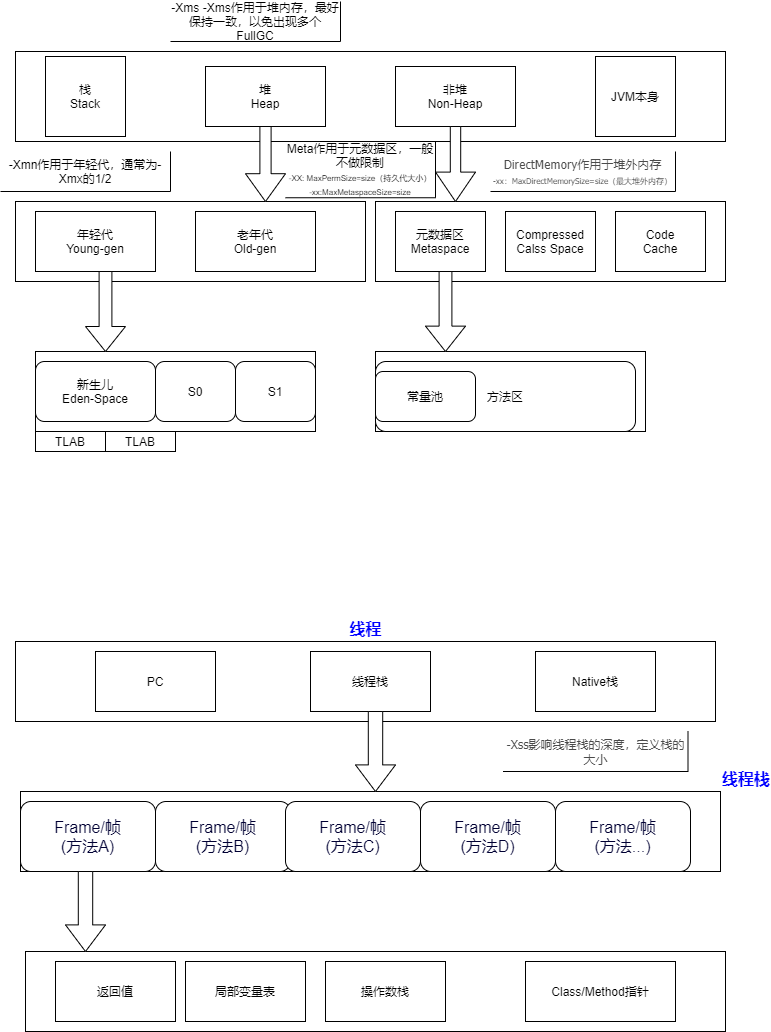 -Xms -Xms作用于堆内存，最好
保持一致，以免出现多个
FullGC
栈
Stack
堆
Heap
非堆
Non-Heap
JVM本身
-Xmn作用于年轻代，通常为-
Xmx的1/2
Meta作用于元数据区，一般
不做限制
-XX: MaxPermSize=size（持久代大小）
-xx:MaxMetaspaceSize=size
DirectMemory作用于堆外内存
-xx：MaxDirectMemorySize=size（最大堆外内存）
年轻代
Young-gen
老年代
Old-gen
元数据区
Metaspace
Compressed
Calss Space
Code
Cache
新生儿
Eden-Space
S0
S1
常量池
方法区
TLAB
TLAB
线程
PC
线程栈
Native栈
-Xss影响线程栈的深度，定义栈的
大小
线程栈
Frame/帧
(方法A)
Frame/帧
(方法B)
Frame/帧
(方法C)
Frame/帧
(方法D)
Frame/帧
(方法...)
返回值
局部变量表
操作数栈
Class/Method指针